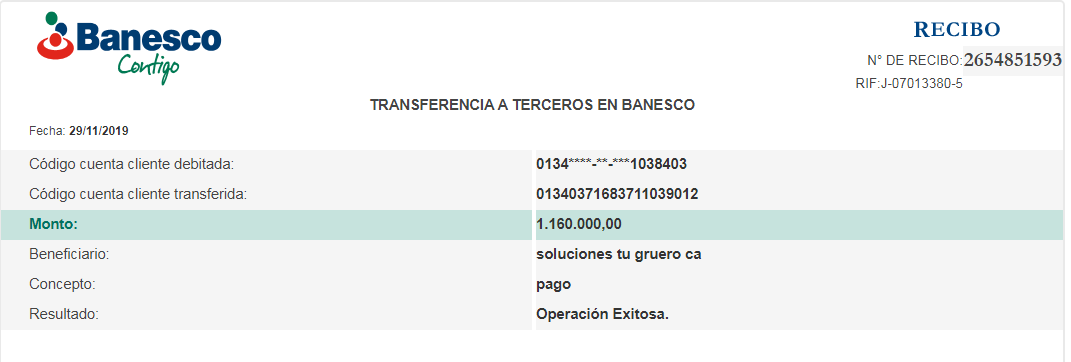 Banesco
Contigo
RECIBO
N° DE RECIBO:2654851593
RIF:J-07013380-5
TRANSFERENCIA A TERCEROS EN BANESCO
Fecha: 29/11/2019
Código cuenta cliente debitada: 0134****-**-***1038403
Código cuenta cliente transferida: 01340371683711039012
Monto: 1.160.000,00
Beneficiario: soluciones tu gruero ca
Concepto: pago
Resultado: Operación Exitosa.